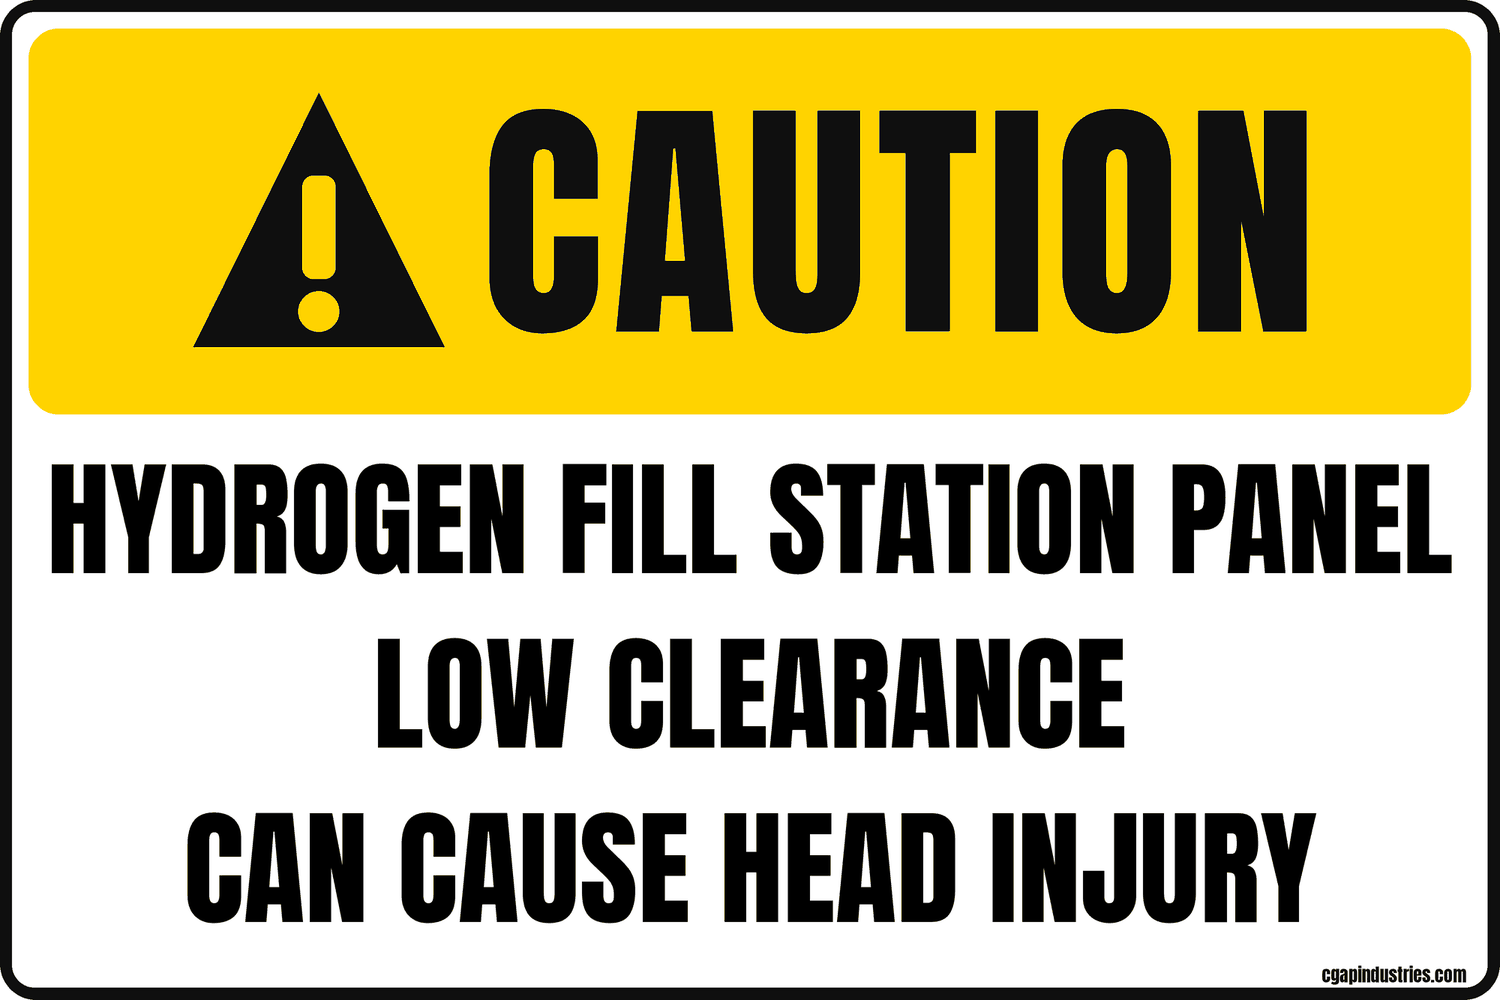 CAUTION
HYDROGEN FILL STATION PANEL
LOW CLEARANCE
CAN CAUSE HEAD INJURY
cgapindustries.com